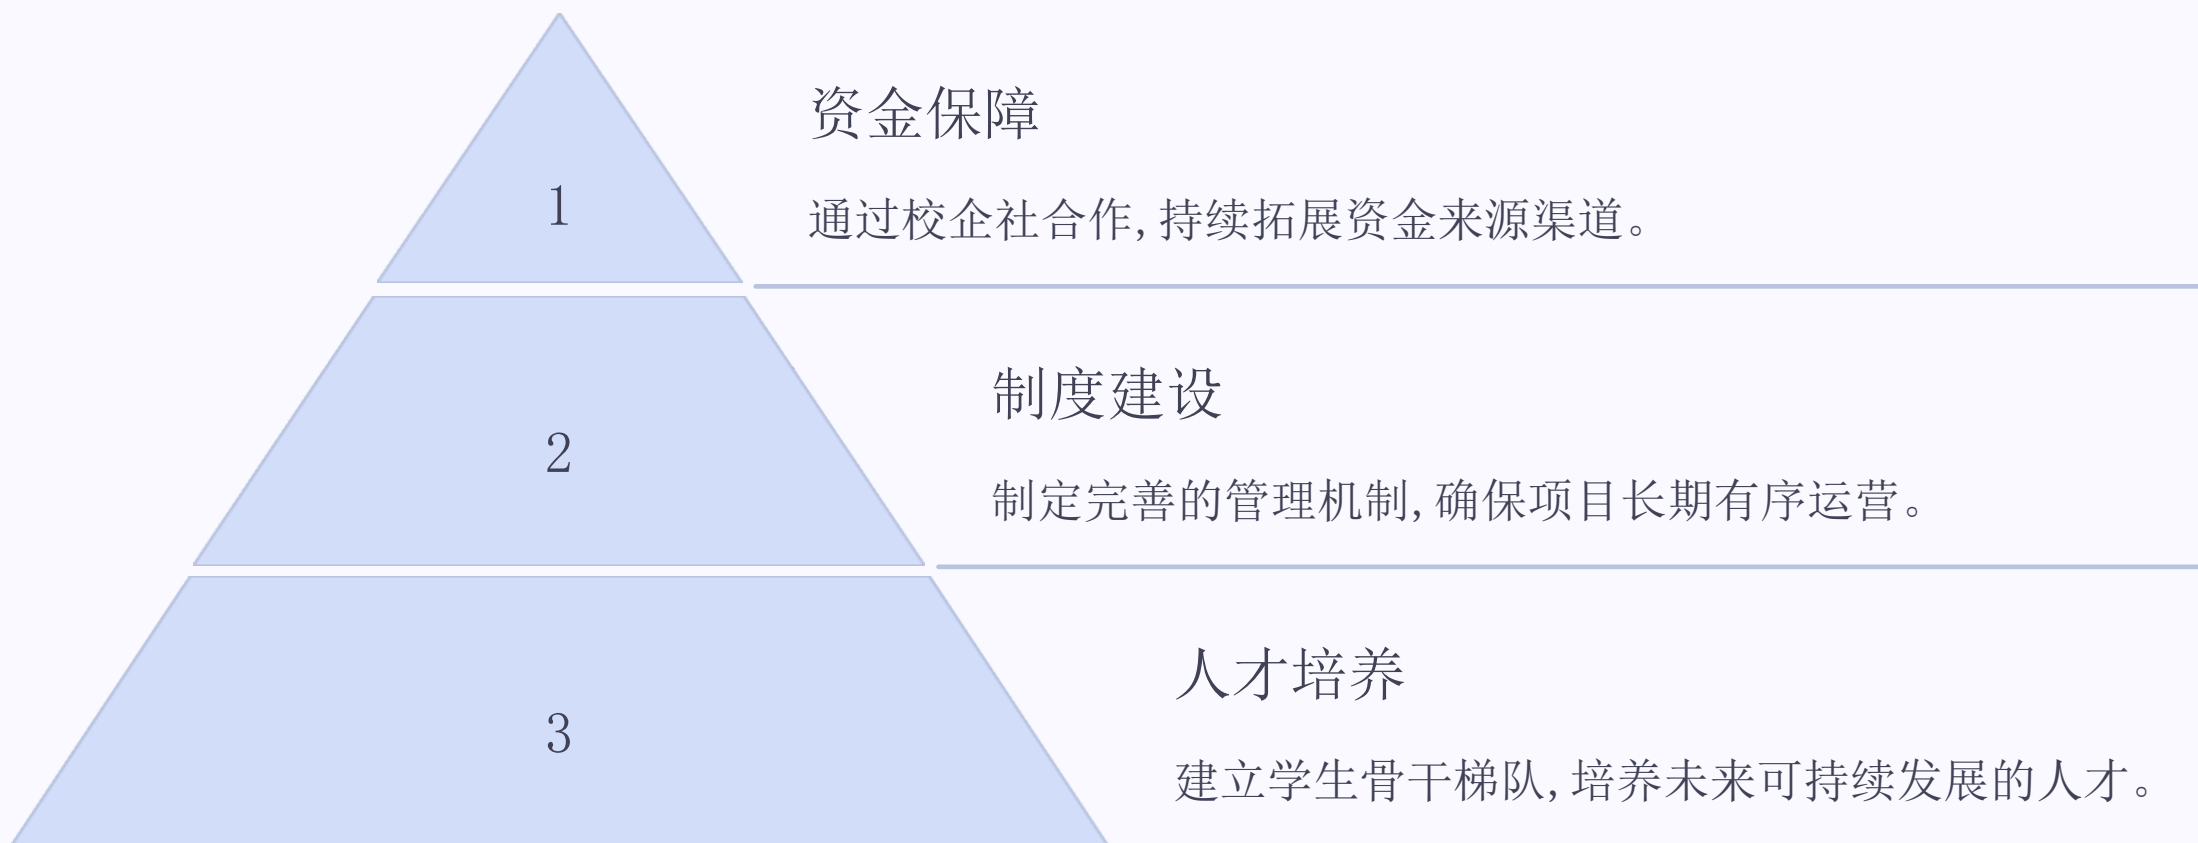 1
资金保障
通过校企社合作,持续拓展资金来源渠道。
2
制度建设
制定完善的管理机制,确保项目长期有序运营。
3
人才培养
建立学生骨干梯队,培养未来可持续发展的人才。